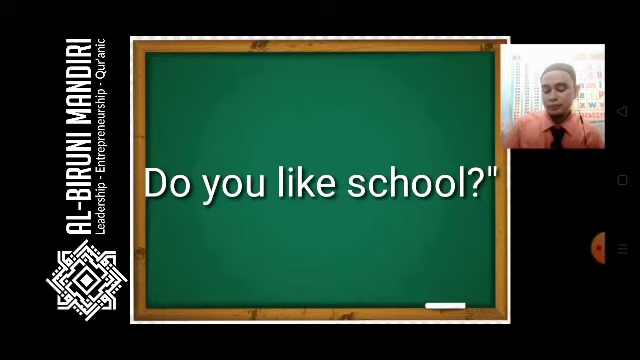 AL-BIRUNI MANDIRI
Leadership - Entrepreneurship - Qur'anic
Do you like school?"